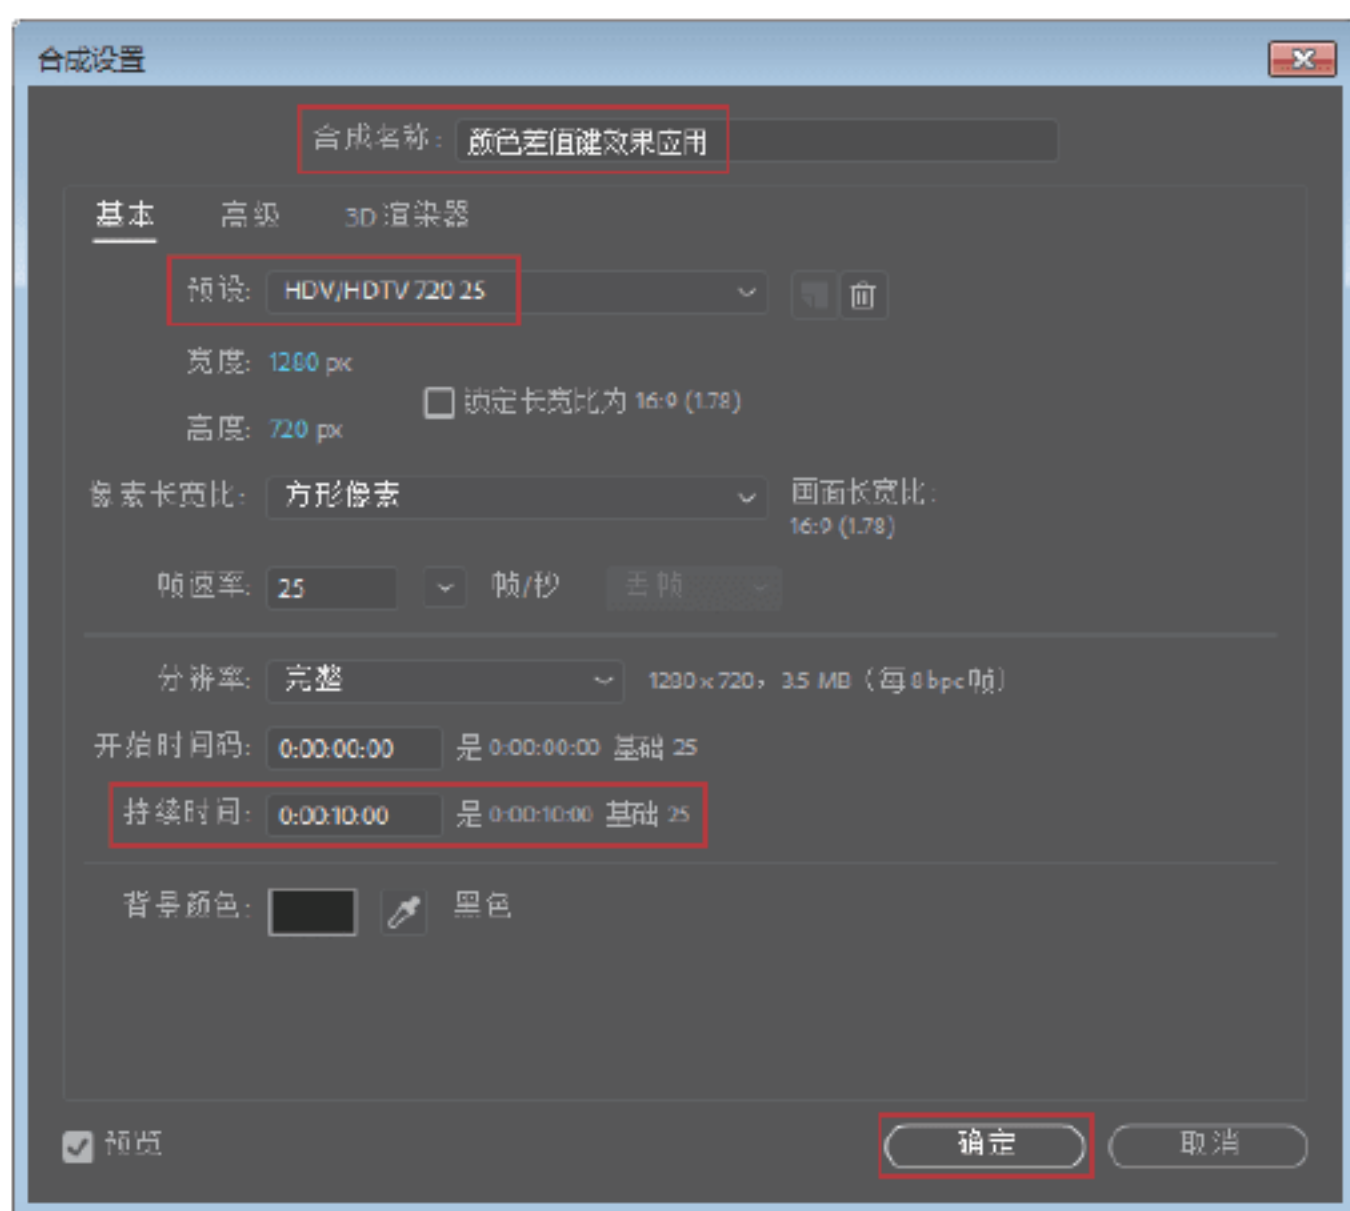 合成设置
合成名称: 颜色差值键效果应用
基本 高级 3D 渲染器
预设: HDV/HDTV 720 25
宽度: 1280 px
锁定长宽比为 16:9 (1.78)
高度: 720 px
像素长宽比: 方形像素 画面长宽比:
16:9 (1.78)
帧速率: 25 帧/秒 丢帧
分辨率: 完整 1280 x 720, 3.5 MB (每 8 bpc 帧)
开始时间码: 0:00:00:00 是 0:00:00:00 基础 25
持续时间: 0:00:10:00 是 0:00:10:00 基础 25
背景颜色: 黑色
预览 确定 取消